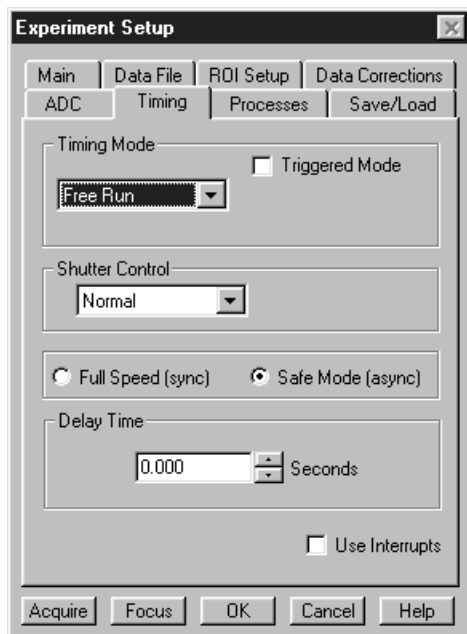 Experiment Setup
Main Data File ROI Setup Data Corrections
ADC Timing Processes Save/Load
Timing Mode
Triggered Mode
Free Run
Shutter Control
Normal
Full Speed (sync) Safe Mode (async)
Delay Time
0.000 Seconds
Use Interrupts
Acquire Focus OK Cancel Help